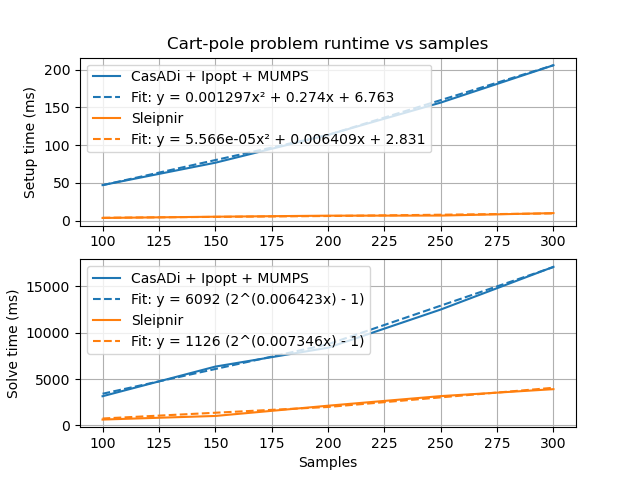 Cart-pole problem runtime vs samples
200
150
100
50
0
Setup time (ms)
CasADi + Ipopt + MUMPS
Fit: y = 0.001297x² + 0.274x + 6.763
Sleipnir
Fit: y = 5.566e-05x² + 0.006409x + 2.831
100 125 150 175 200 225 250 275 300
15000
10000
5000
0
Solve time (ms)
CasADi + Ipopt + MUMPS
Fit: y = 6092 (2^(0.006423x) - 1)
Sleipnir
Fit: y = 1126 (2^(0.007346x) - 1)
100 125 150 175 200 225 250 275 300
Samples